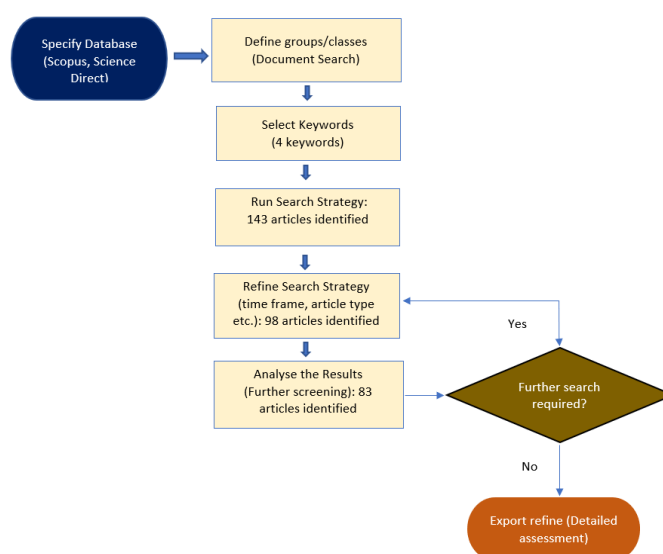 Specify Database
(Scopus, Science
Direct)
Define groups/classes
(Document Search)
Select Keywords
(4 keywords)
Run Search Strategy:
143 articles identified
Refine Search Strategy
(time frame, article type
etc.): 98 articles identified
Yes
Analyse the Results
(Further screening): 83
articles identified
Further search
required?
No
Export refine (Detailed
assessment)